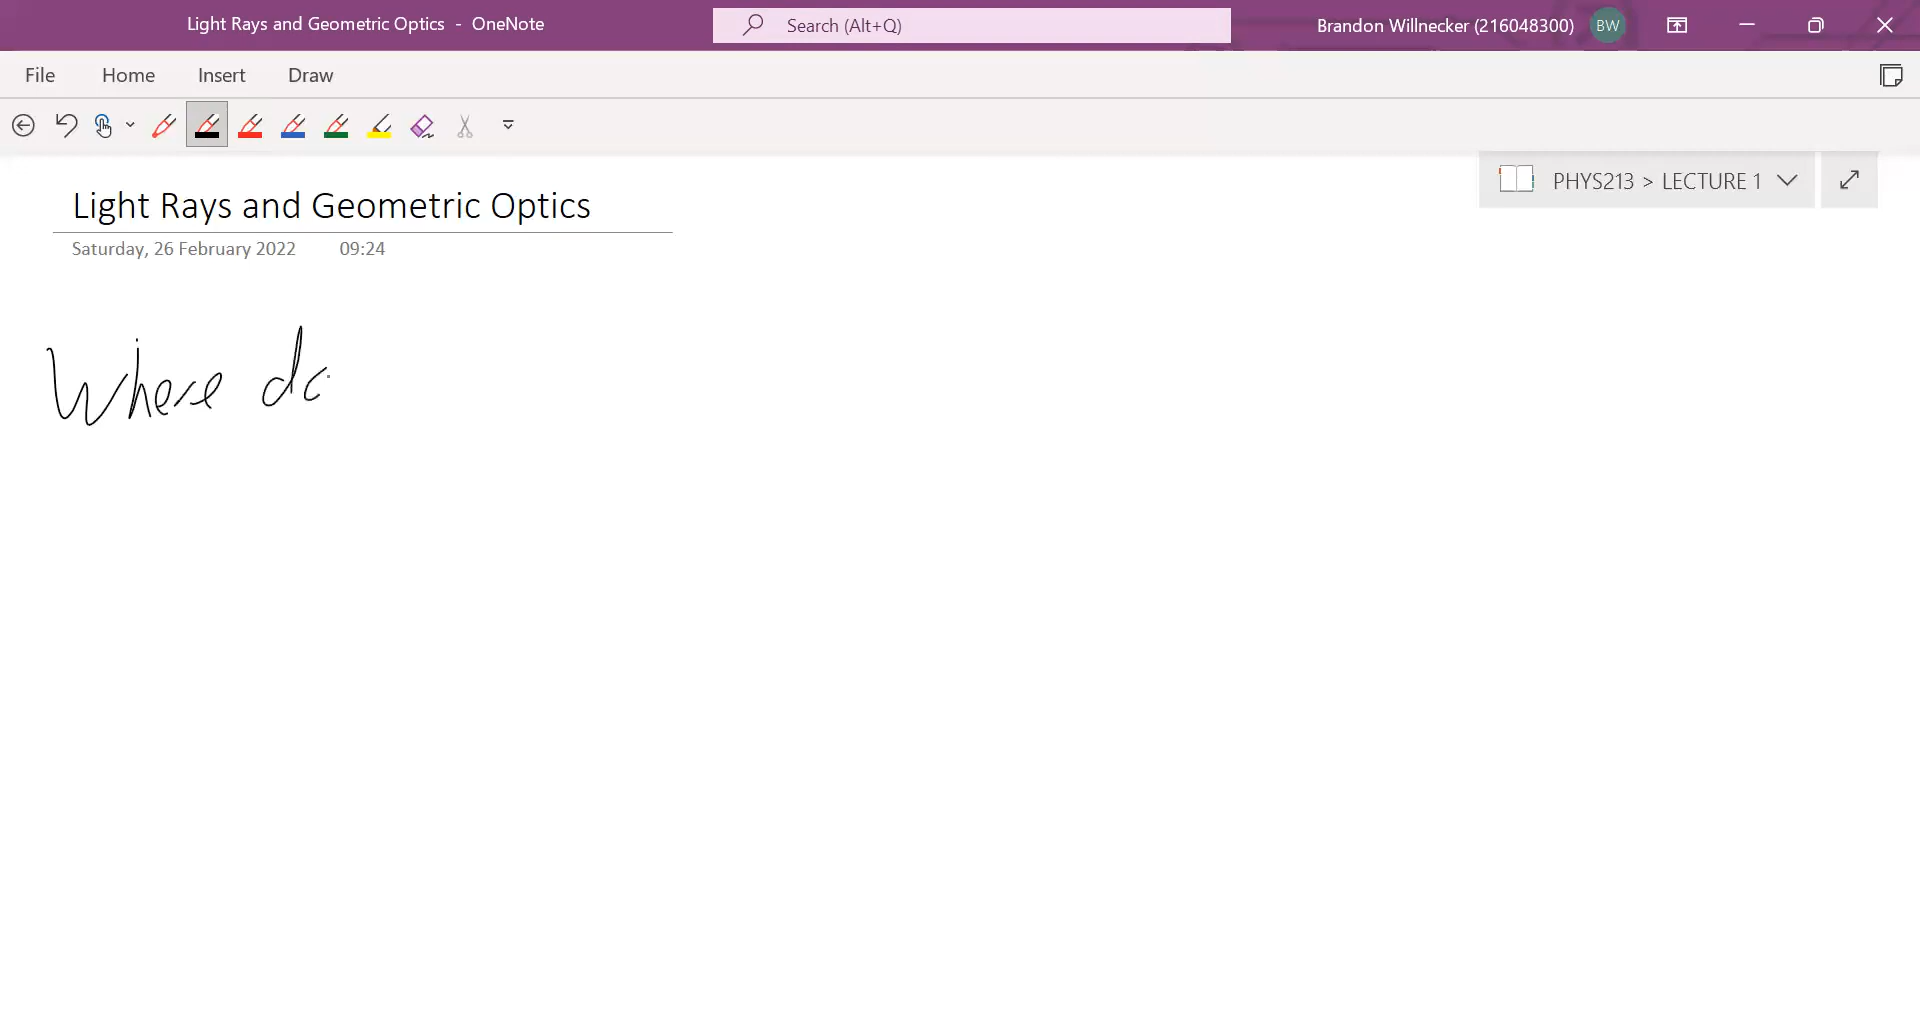 Light Rays and Geometric Optics - OneNote
Search (Alt+Q)
Brandon Willnecker (216048300) BW
File Home Insert Draw
PHYS213 > LECTURE 1
Light Rays and Geometric Optics
Saturday, 26 February 2022 09:24
Where